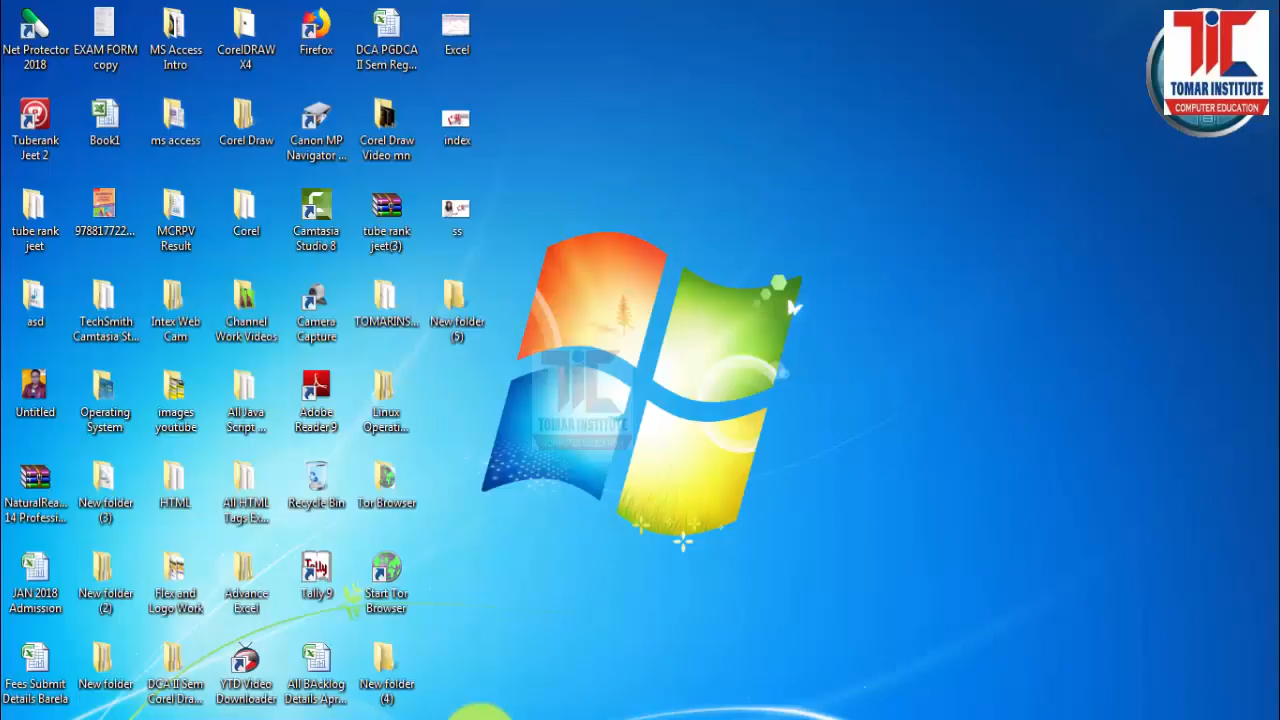 Net Protector
2018
EXAM FORM
copy
MS Access
Intro
CorelDRAW
X4
Firefox
DCA PGDCA
II Sem Reg...
Excel
TiC
TOMAR INSTITUTE
COMPUTER EDUCATION
Tuberank
Jeet 2
Book1
ms access
Corel Draw
Canon MP
Navigator ...
Corel Draw
Video mn
index
tube rank
jeet
978817722...
MCRPV
Result
Corel
Camtasia
Studio 8
tube rank
jeet(3)
ss
asd
TechSmith
Camtasia St...
Intex Web
Cam
Channel
Work Videos
Camera
Capture
TOMARINS...
New folder
(5)
Untitled
Operating
System
images
youtube
All Java
Script ...
Adobe
Reader 9
Linux
Operati...
TiC
TOMAR INSTITUTE
COMPUTER EDUCATION
NaturalRea...
14 Professi...
New folder
(3)
HTML
All HTML
Tags Ex...
Recycle Bin
Tor Browser
JAN 2018
Admission
New folder
(2)
Flex and
Logo Work
Advance
Excel
Tally
Tally 9
Start Tor
Browser
Fees Submit
Details Barela
New folder
DCA II Sem
Corel Dra...
YTD Video
Downloader
All BAcklog
Details Apr...
New folder
(4)